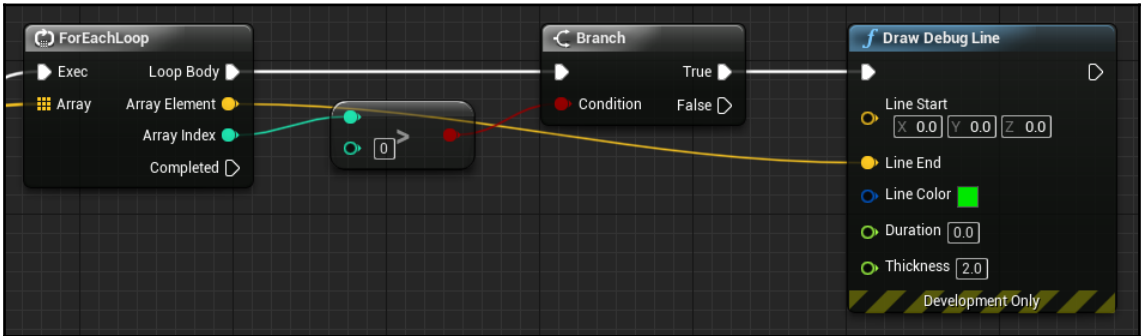 ForEachLoop
Exec
Loop Body
Array
Array Element
Array Index
Completed
0
>
Branch
True
Condition
False
Draw Debug Line
Line Start
X 0.0 Y 0.0 Z 0.0
Line End
Line Color
Duration 0.0
Thickness 2.0
Development Only